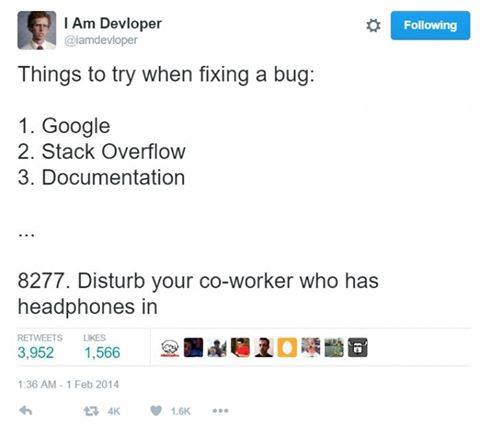 I Am Devloper
@iamdevloper
Following
Things to try when fixing a bug:
1. Google
2. Stack Overflow
3. Documentation
...
8277. Disturb your co-worker who has
headphones in
RETWEETS LIKES
3,952 1,566
1:36 AM - 1 Feb 2014
4K 1.6K